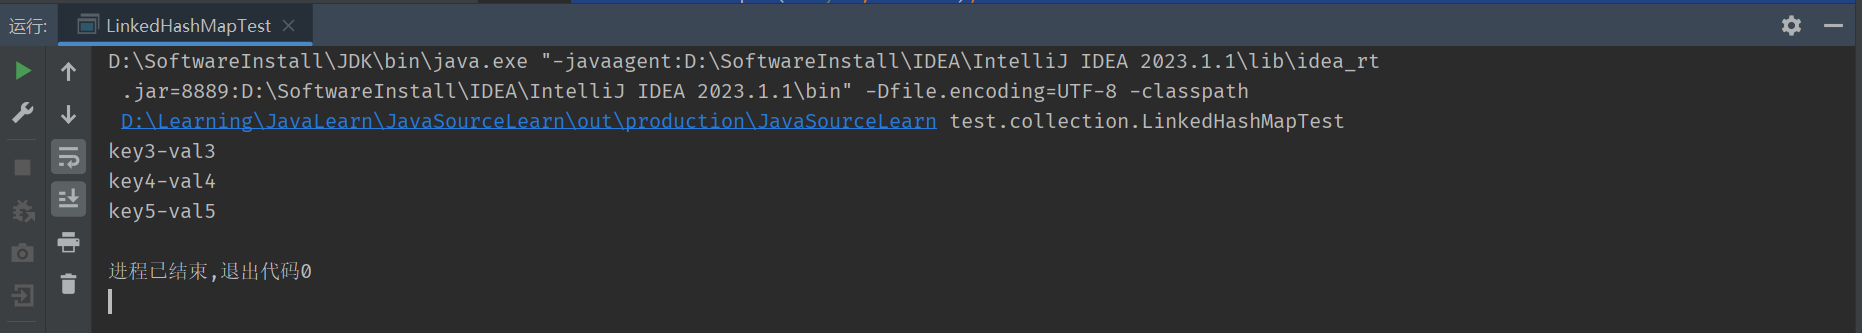 运行: LinkedHashMapTest
D:\SoftwareInstall\JDK\bin\java.exe "-javaagent:D:\SoftwareInstall\IDEA\IntelliJ IDEA 2023.1.1\lib\idea_rt
.jar=8889:D:\SoftwareInstall\IDEA\IntelliJ IDEA 2023.1.1\bin" -Dfile.encoding=UTF-8 -classpath
D:\Learning\JavaLearn\JavaSourceLearn\out\production\JavaSourceLearn test.collection.LinkedHashMapTest
key3-val3
key4-val4
key5-val5
进程已结束,退出代码0